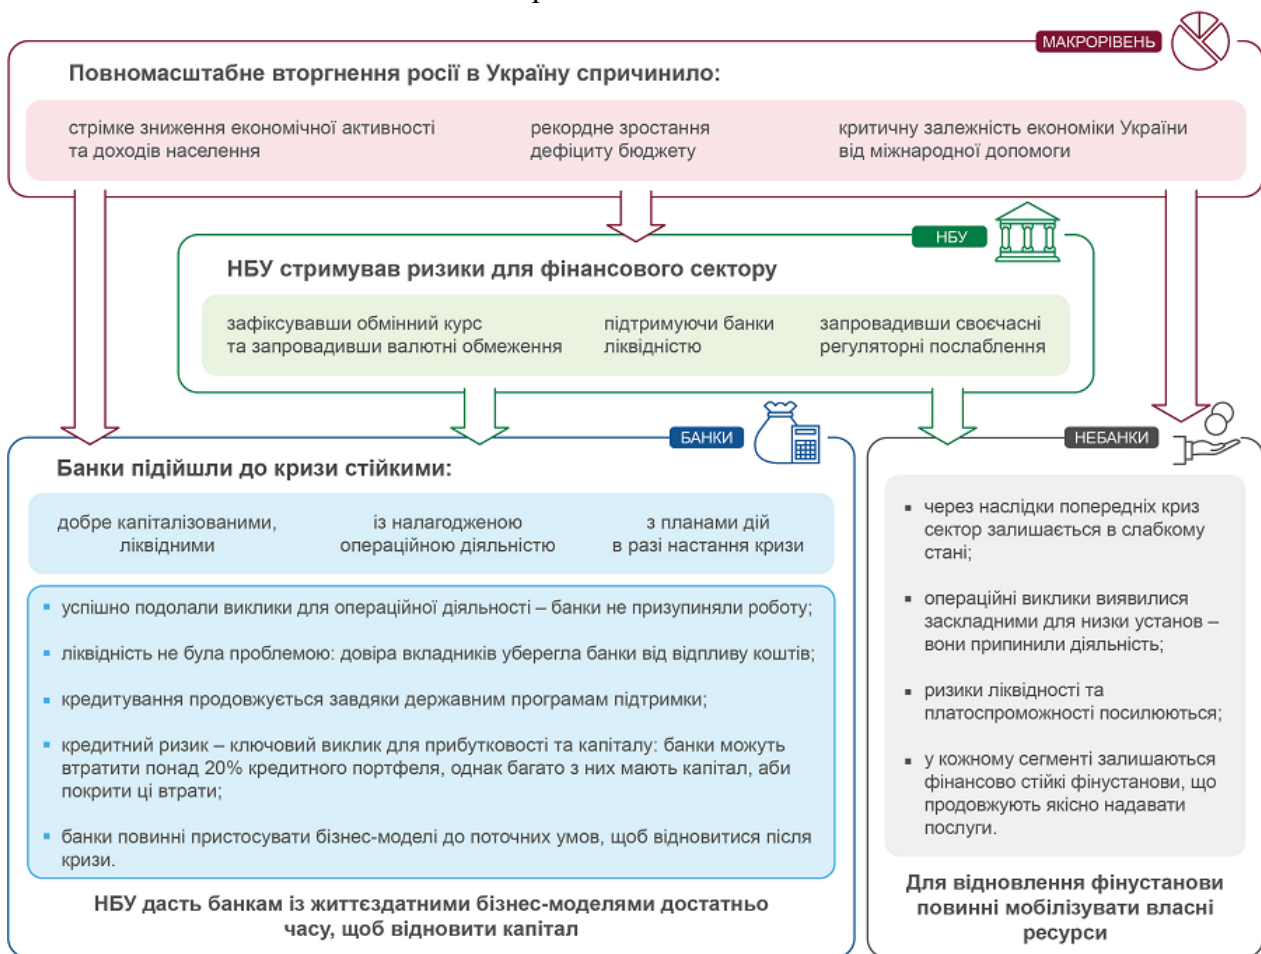 МАКРОРІВЕНЬ
Повномасштабне вторгнення росії в Україну спричинило:
стрімке зниження економічної активності
та доходів населення
рекордне зростання
дефіциту бюджету
критичну залежність економіки України
від міжнародної допомоги
НБУ
НБУ стримував ризики для фінансового сектору
зафіксувавши обмінний курс
та запровадивши валютні обмеження
підтримуючи банки
ліквідністю
запровадивши своєчасні
регуляторні послаблення
БАНКИ
Банки підійшли до кризи стійкими:
добре капіталізованими,
ліквідними
із налагодженою
операційною діяльністю
з планами дій
в разі настання кризи
▪ успішно подолали виклики для операційної діяльності – банки не призупиняли роботу;
▪ ліквідність не була проблемою: довіра вкладників уберегла банки від відпливу коштів;
▪ кредитування продовжується завдяки державним програмам підтримки;
▪ кредитний ризик – ключовий виклик для прибутковості та капіталу: банки можуть
втратити понад 20% кредитного портфеля, однак багато з них мають капітал, аби
покрити ці втрати;
▪ банки повинні пристосувати бізнес-моделі до поточних умов, щоб відновитися після
кризи.
НБУ дасть банкам із життєздатними бізнес-моделями достатньо
часу, щоб відновити капітал
НЕБАНКИ
▪ через наслідки попередніх криз
сектор залишається в слабкому
стані;
▪ операційні виклики виявилися
заскладними для низки установ –
вони припинили діяльність;
▪ ризики ліквідності та
платоспроможності посилюються;
▪ у кожному сегменті залишаються
фінансово стійкі фінустанови, що
продовжують якісно надавати
послуги.
Для відновлення фінустанови
повинні мобілізувати власні
ресурси